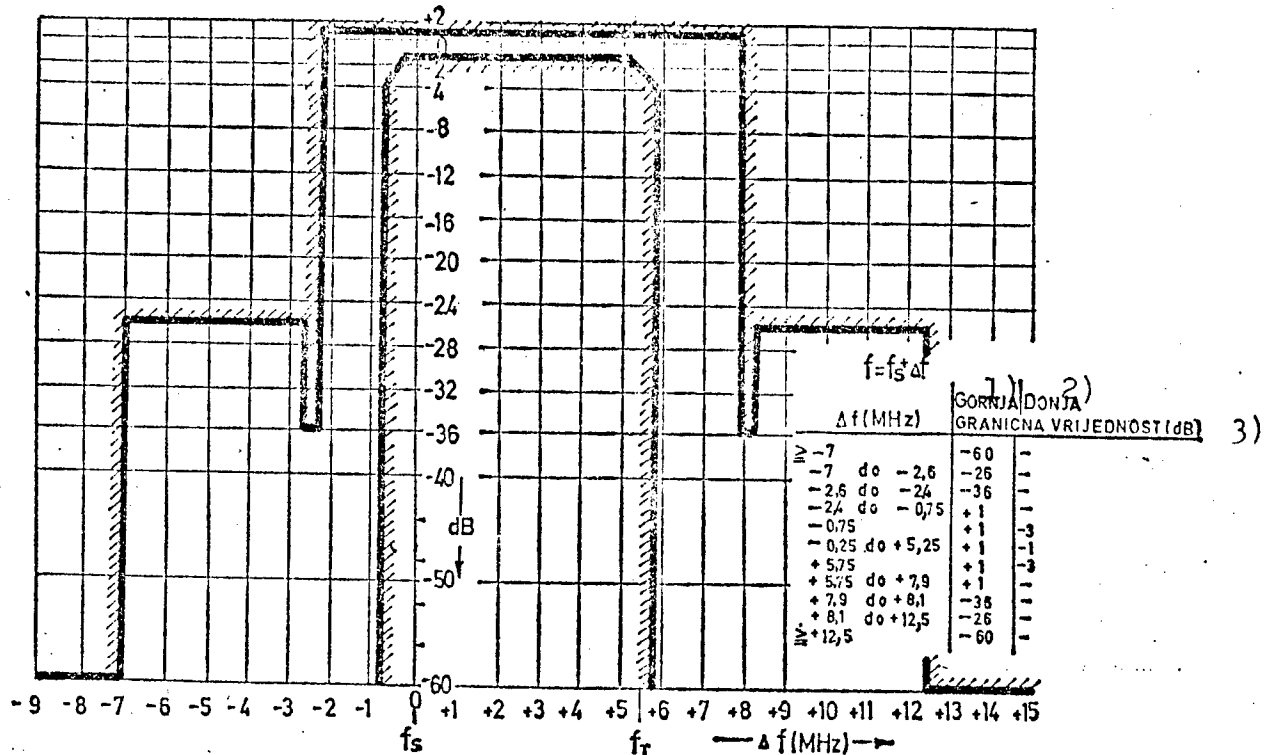 +2
-4
-8
-12
-16
-20
-24
-28
-32
-36
-40
dB
-50
-60
f=fs+Δf
1) 2)
GORNJA DONJA
Δf(MHz) GRANICNA VRIJEDNOST(dB) 3)
≥ -7 -60 -
-7 do -2,6 -26 -
-2,6 do -2,4 -36 -
-2,4 do -0,75 +1 -
-0,75 +1 -3
-0,25 do +5,25 +1 -1
+5,75 +1 -3
+5,75 do +7,9 +1 -
+7,9 do +8,1 -36 -
+8,1 do +12,5 -26 -
≥ +12,5 -60 -
-9 -8 -7 -6 -5 -4 -3 -2 -1 0 +1 +2 +3 +4 +5 +6 +7 +8 +9 +10 +11 +12 +13 +14 +15
fs fT Δf(MHz)